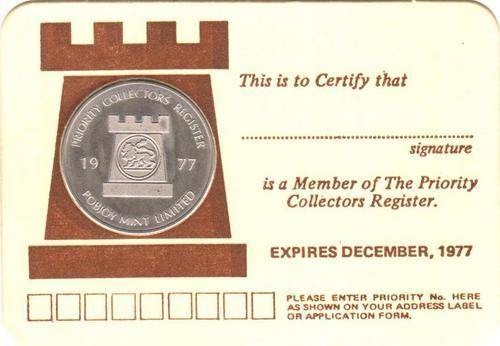 PRIORITY COLLECTORS REGISTER
19 77
POBJOY MINT LIMITED
This is to Certify that
signature
is a Member of The Priority
Collectors Register.
EXPIRES DECEMBER, 1977
PLEASE ENTER PRIORITY No. HERE
AS SHOWN ON YOUR ADDRESS LABEL
OR APPLICATION FORM.